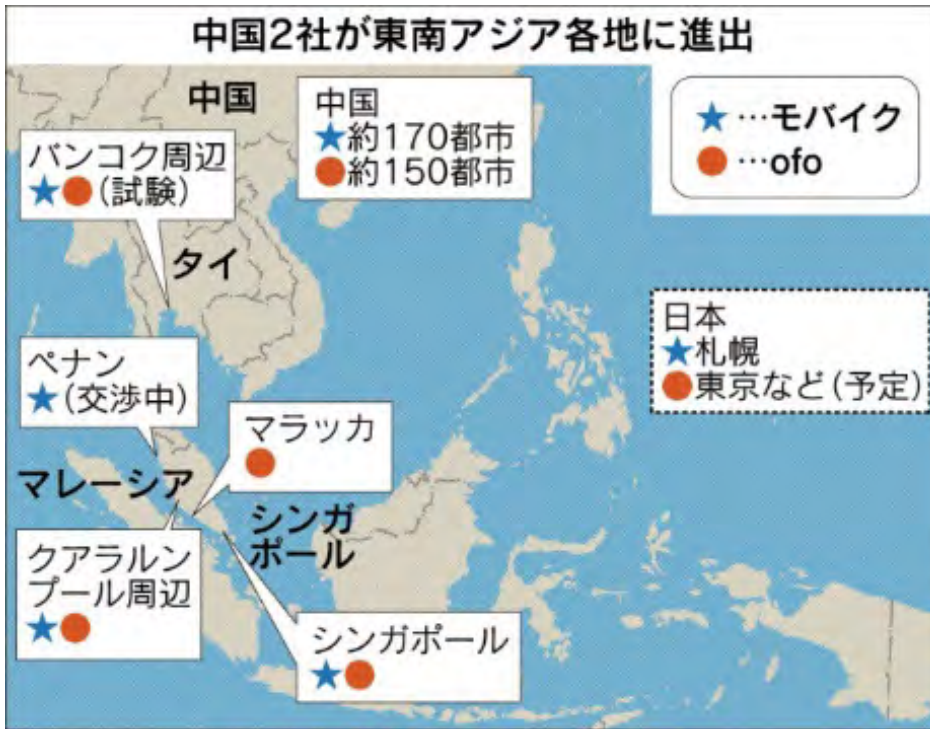 中国2社が東南アジア各地に進出
中国
中国
★約170都市
●約150都市
★…モバイク
●…ofo
バンコク周辺
★●(試験)
タイ
日本
★札幌
●東京など(予定)
ペナン
★(交渉中)
マラッカ
●
マレーシア
シンガ
ポール
クアラルン
プール周辺
★●
シンガポール
★●